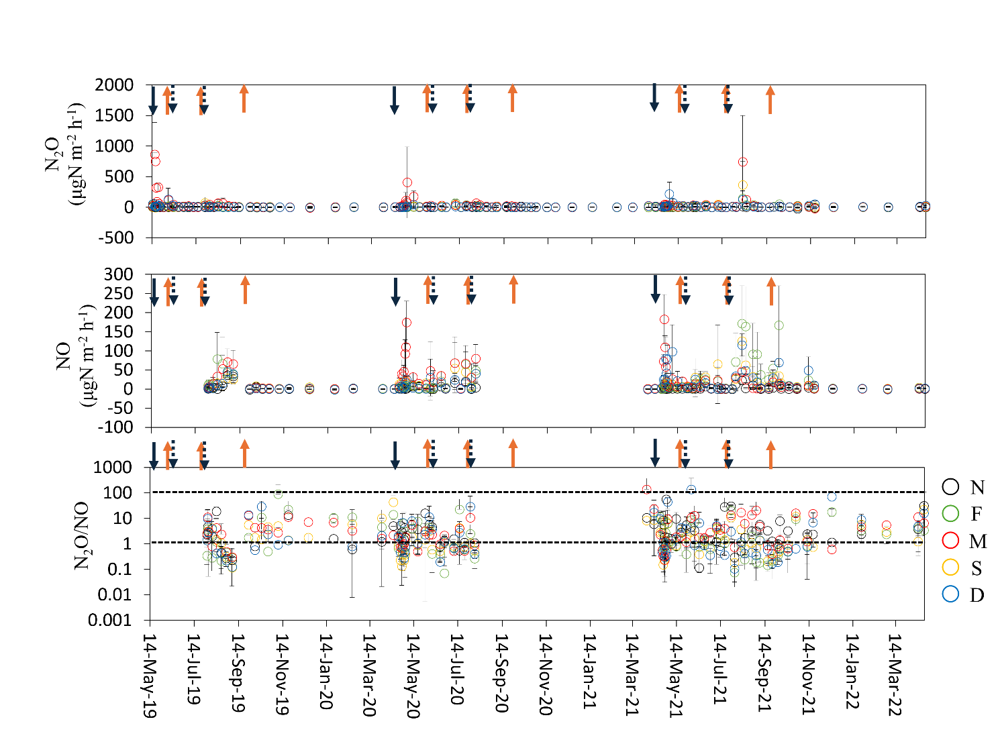 2000
1500
1000
500
0
-500
N₂O
(µgN m⁻² h⁻¹)
300
250
200
150
100
50
0
-50
-100
NO
(µgN m⁻² h⁻¹)
1000
100
10
1
0.1
0.01
0.001
N₂O/NO
14-May-19
14-Jul-19
14-Sep-19
14-Nov-19
14-Jan-20
14-Mar-20
14-May-20
14-Jul-20
14-Sep-20
14-Nov-20
14-Jan-21
14-Mar-21
14-May-21
14-Jul-21
14-Sep-21
14-Nov-21
14-Jan-22
14-Mar-22
N
F
M
S
D